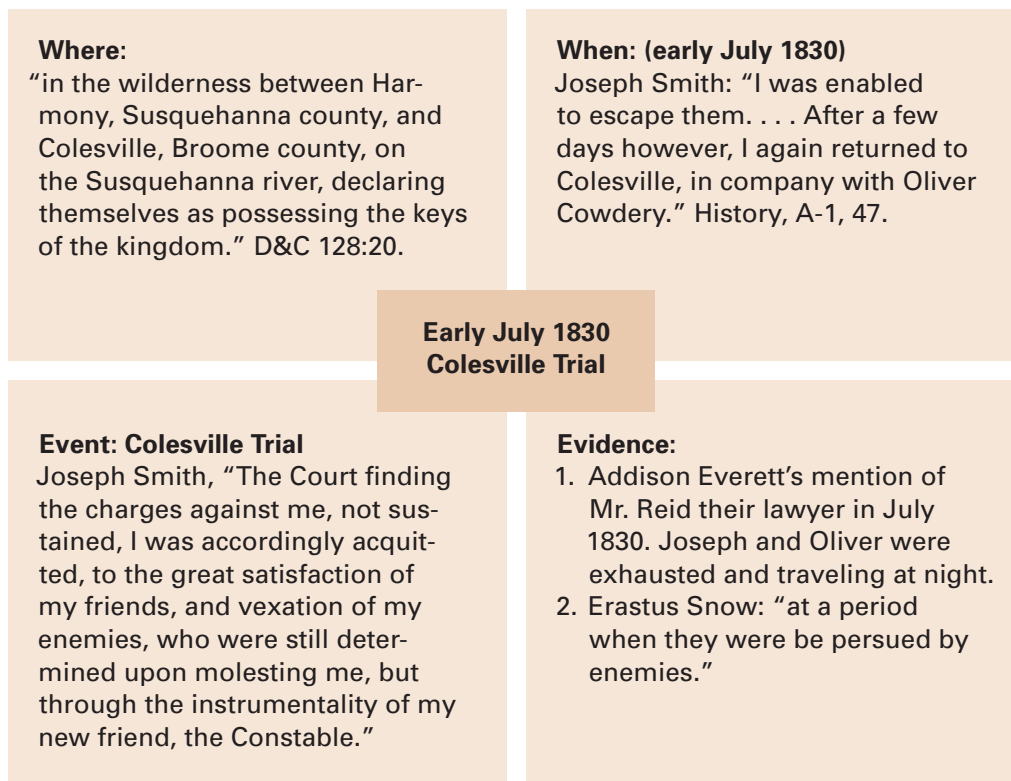 Where:
“in the wilderness between Har-
mony, Susquehanna county, and
Colesville, Broome county, on
the Susquehanna river, declaring
themselves as possessing the keys
of the kingdom.” D&C 128:20.
When: (early July 1830)
Joseph Smith: “I was enabled
to escape them. . . . After a few
days however, I again returned to
Colesville, in company with Oliver
Cowdery.” History, A-1, 47.
Early July 1830
Colesville Trial
Event: Colesville Trial
Joseph Smith, “The Court finding
the charges against me, not sus-
tained, I was accordingly acquit-
ted, to the great satisfaction of
my friends, and vexation of my
enemies, who were still deter-
mined upon molesting me, but
through the instrumentality of my
new friend, the Constable.”
Evidence:
1. Addison Everett’s mention of
Mr. Reid their lawyer in July
1830. Joseph and Oliver were
exhausted and traveling at night.
2. Erastus Snow: “at a period
when they were be persued by
enemies.”